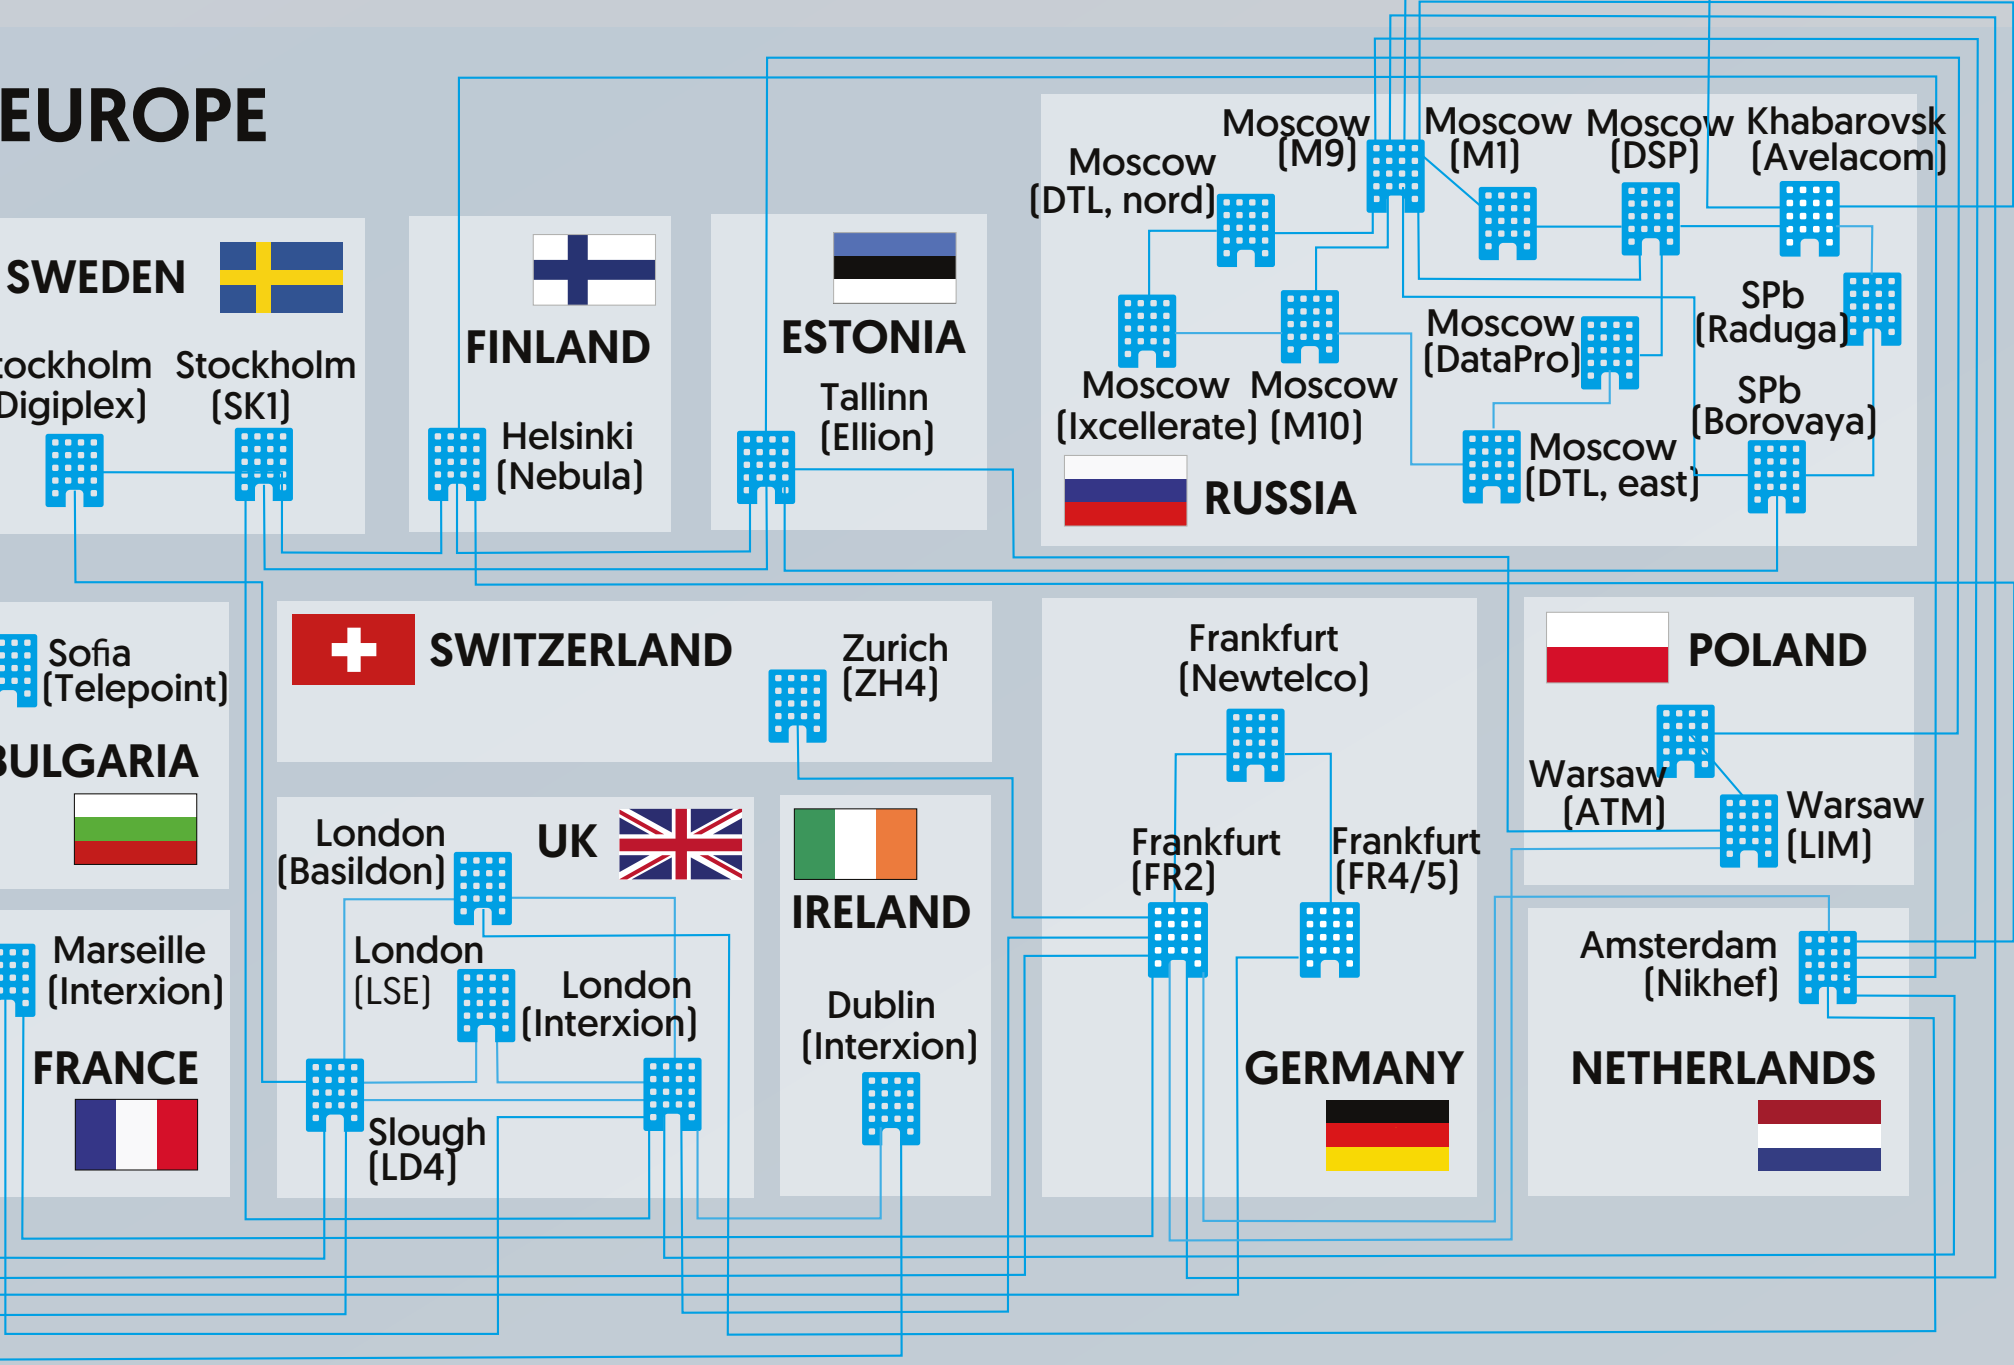 EUROPE
SWEDEN
tockholm
Digiplex)
Stockholm
(SK1)
FINLAND
Helsinki
(Nebula)
ESTONIA
Tallinn
(Ellion)
Moscow
(DTL, nord)
Moscow
(M9)
Moscow
(M1)
Moscow
(DSP)
Khabarovsk
(Avelacom)
Moscow
(Ixcellerate)
Moscow
(M10)
Moscow
(DataPro)
SPb
(Raduga)
SPb
(Borovaya)
Moscow
(DTL, east)
RUSSIA
Sofia
(Telepoint)
BULGARIA
SWITZERLAND
Zurich
(ZH4)
Frankfurt
(Newtelco)
Frankfurt
(FR2)
Frankfurt
(FR4/5)
GERMANY
POLAND
Warsaw
(ATM)
Warsaw
(LIM)
Marseille
(Interxion)
FRANCE
UK
London
(Basildon)
London
(LSE)
London
(Interxion)
Slough
(LD4)
IRELAND
Dublin
(Interxion)
Amsterdam
(Nikhef)
NETHERLANDS